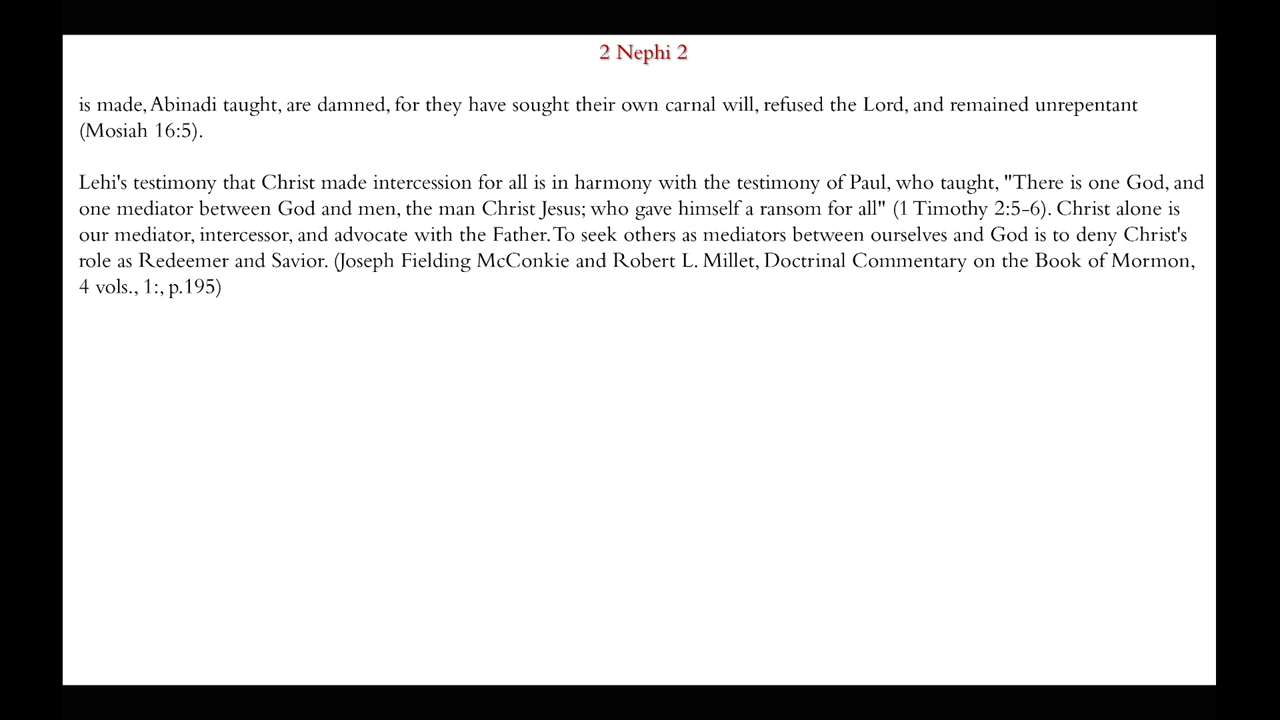 2 Nephi 2
is made, Abinadi taught, are damned, for they have sought their own carnal will, refused the Lord, and remained unrepentant
(Mosiah 16:5).
Lehi's testimony that Christ made intercession for all is in harmony with the testimony of Paul, who taught, "There is one God, and
one mediator between God and men, the man Christ Jesus; who gave himself a ransom for all" (1 Timothy 2:5-6). Christ alone is
our mediator, intercessor, and advocate with the Father. To seek others as mediators between ourselves and God is to deny Christ's
role as Redeemer and Savior. (Joseph Fielding McConkie and Robert L. Millet, Doctrinal Commentary on the Book of Mormon,
4 vols., 1:, p.195)